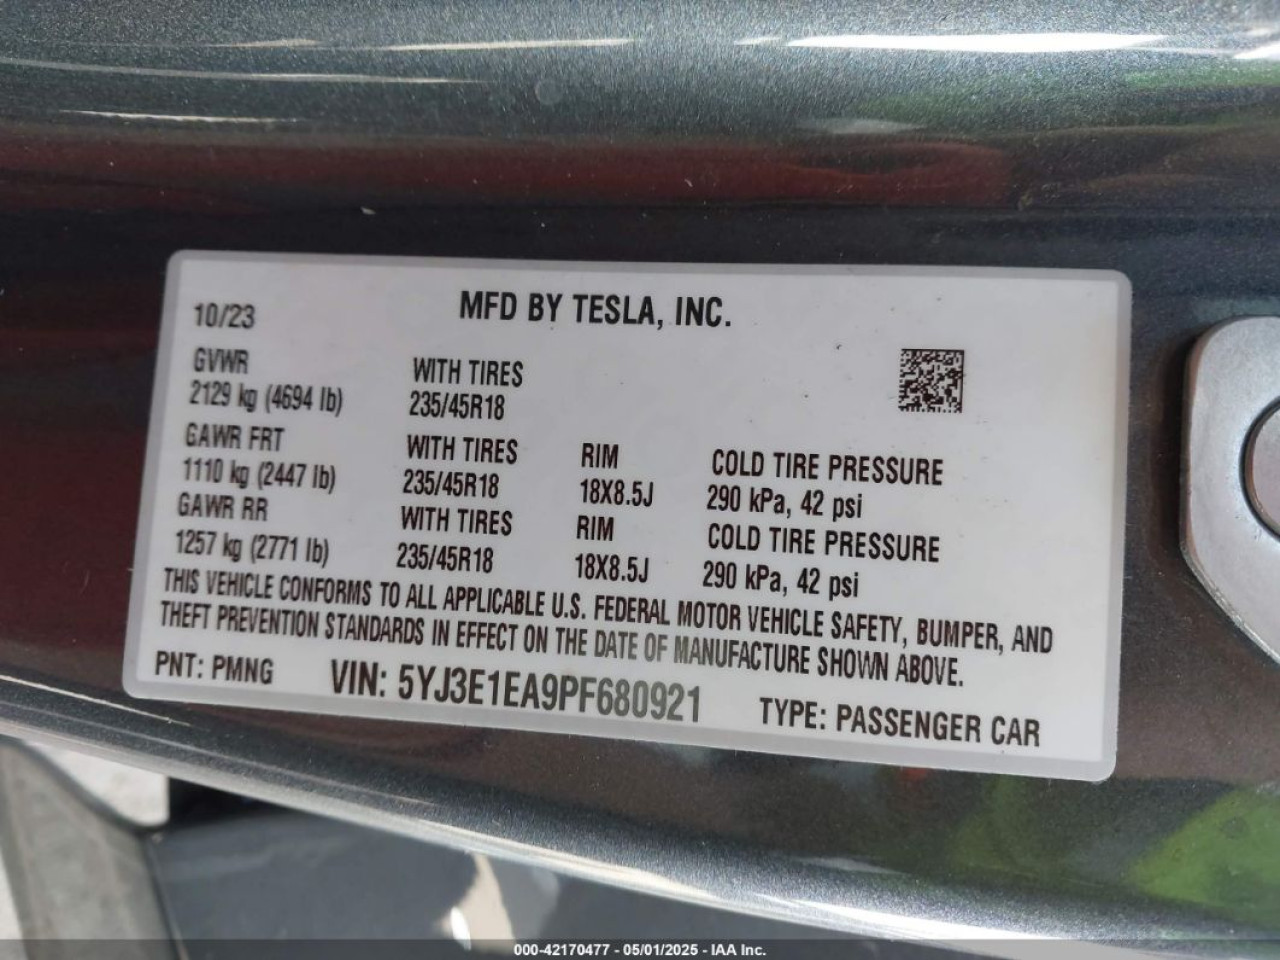 10/23 MFD BY TESLA, INC.
GVWR WITH TIRES
2129 kg (4694 lb) 235/45R18
GAWR FRT WITH TIRES RIM COLD TIRE PRESSURE
1110 kg (2447 lb) 235/45R18 18X8.5J 290 kPa, 42 psi
GAWR RR WITH TIRES RIM COLD TIRE PRESSURE
1257 kg (2771 lb) 235/45R18 18X8.5J 290 kPa, 42 psi
THIS VEHICLE CONFORMS TO ALL APPLICABLE U.S. FEDERAL MOTOR VEHICLE SAFETY, BUMPER, AND
THEFT PREVENTION STANDARDS IN EFFECT ON THE DATE OF MANUFACTURE SHOWN ABOVE.
PNT: PMNG VIN: 5YJ3E1EA9PF680921 TYPE: PASSENGER CAR
000-42170477 - 05/01/2025 - IAA Inc.